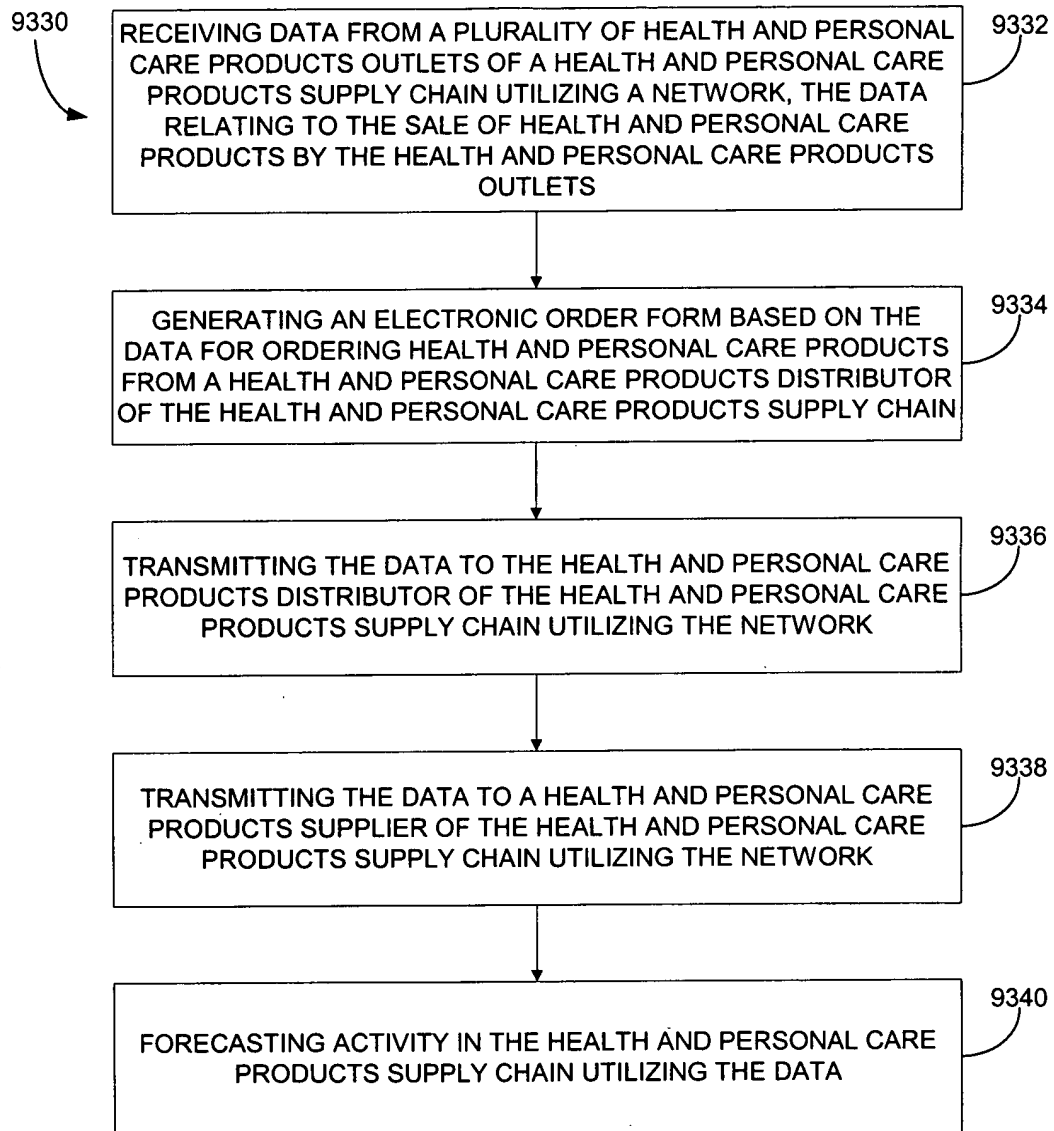 9330
RECEIVING DATA FROM A PLURALITY OF HEALTH AND PERSONAL
CARE PRODUCTS OUTLETS OF A HEALTH AND PERSONAL CARE
PRODUCTS SUPPLY CHAIN UTILIZING A NETWORK, THE DATA
RELATING TO THE SALE OF HEALTH AND PERSONAL CARE
PRODUCTS BY THE HEALTH AND PERSONAL CARE PRODUCTS
OUTLETS
9332
GENERATING AN ELECTRONIC ORDER FORM BASED ON THE
DATA FOR ORDERING HEALTH AND PERSONAL CARE PRODUCTS
FROM A HEALTH AND PERSONAL CARE PRODUCTS DISTRIBUTOR
OF THE HEALTH AND PERSONAL CARE PRODUCTS SUPPLY CHAIN
9334
TRANSMITTING THE DATA TO THE HEALTH AND PERSONAL CARE
PRODUCTS DISTRIBUTOR OF THE HEALTH AND PERSONAL CARE
PRODUCTS SUPPLY CHAIN UTILIZING THE NETWORK
9336
TRANSMITTING THE DATA TO A HEALTH AND PERSONAL CARE
PRODUCTS SUPPLIER OF THE HEALTH AND PERSONAL CARE
PRODUCTS SUPPLY CHAIN UTILIZING THE NETWORK
9338
FORECASTING ACTIVITY IN THE HEALTH AND PERSONAL CARE
PRODUCTS SUPPLY CHAIN UTILIZING THE DATA
9340